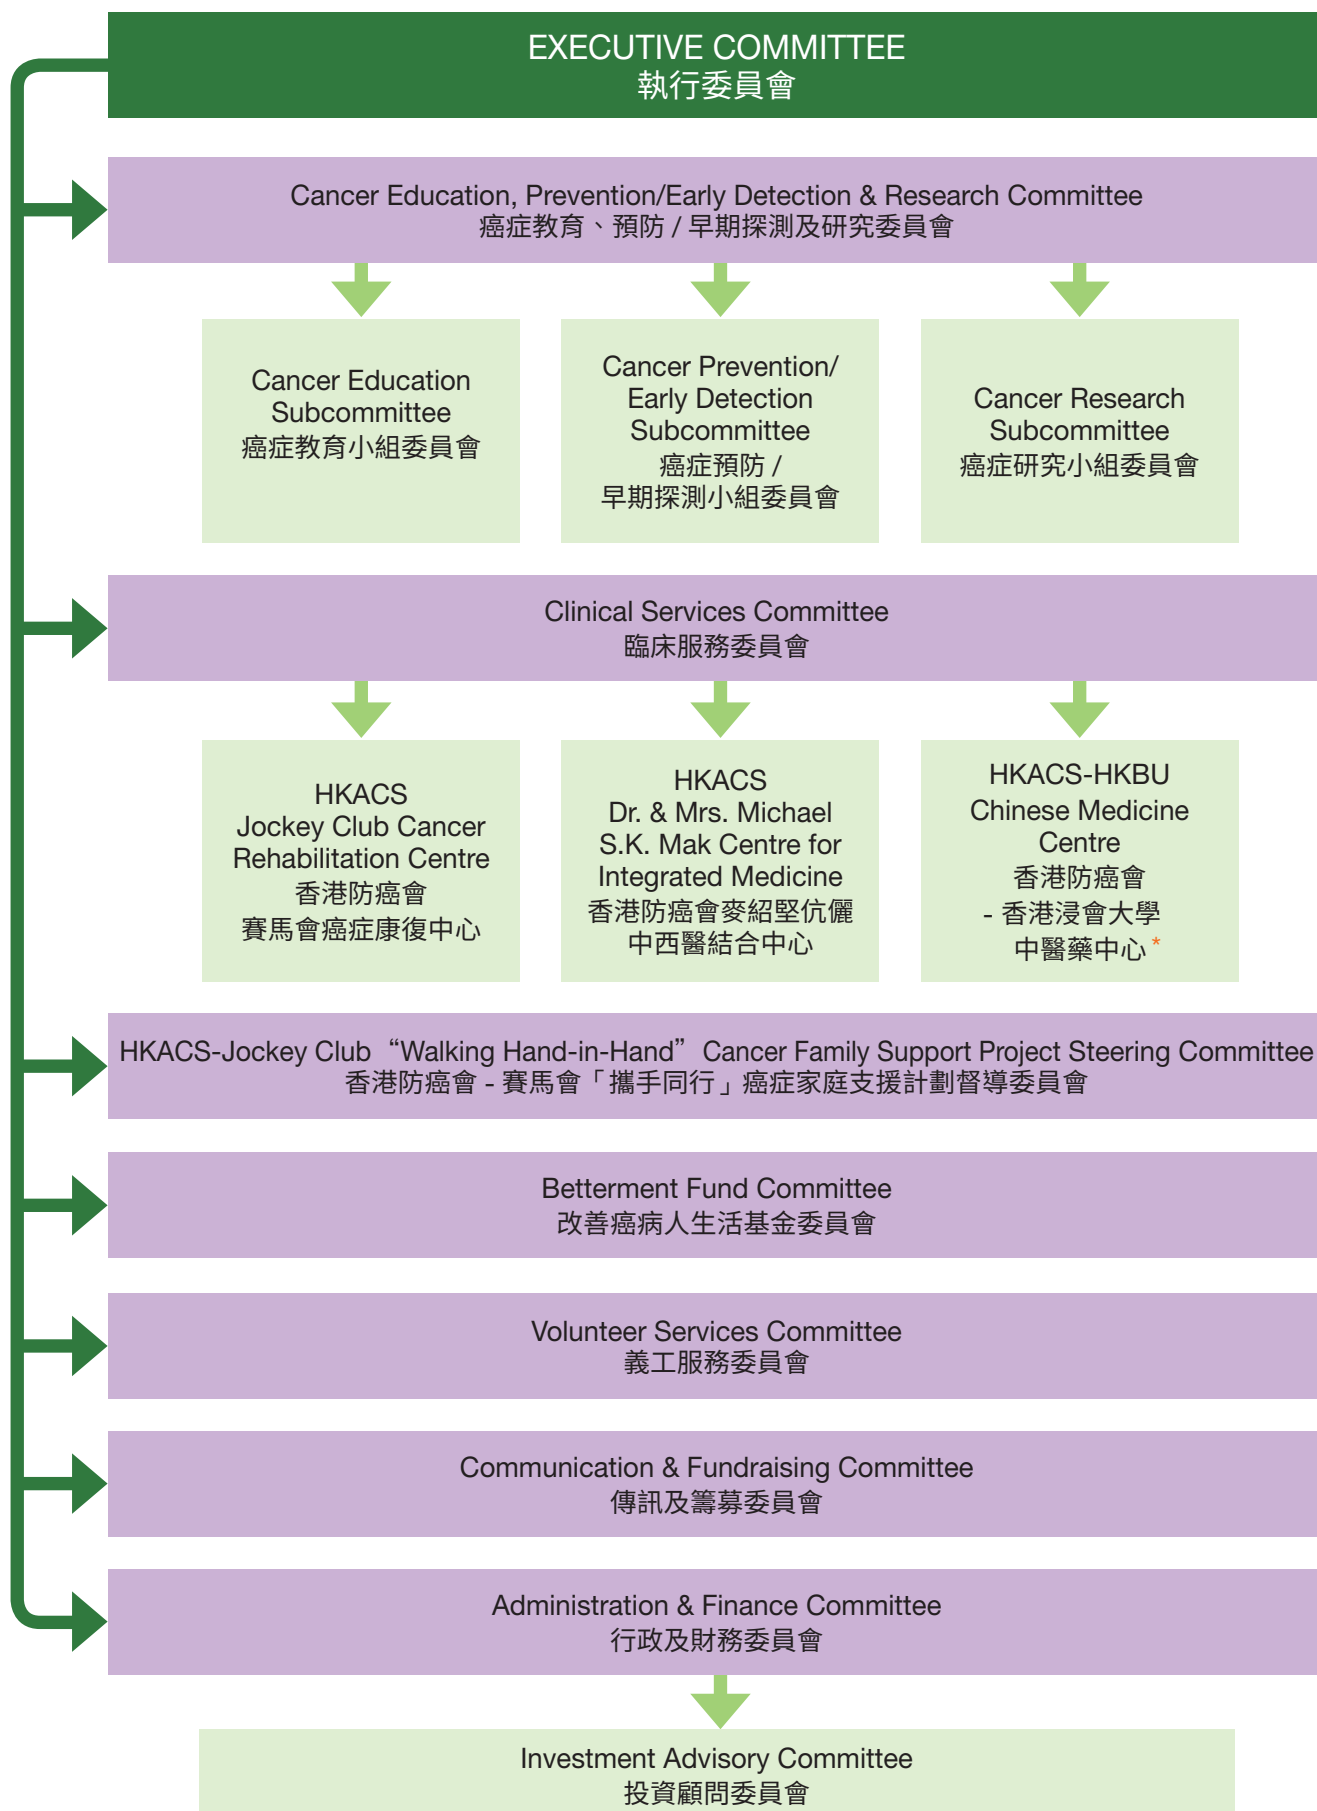 EXECUTIVE COMMITTEE
執行委員會
Cancer Education, Prevention/Early Detection & Research Committee
癌症教育、預防 / 早期探測及研究委員會
Cancer Education
Subcommittee
癌症教育小組委員會
Cancer Prevention/
Early Detection
Subcommittee
癌症預防 /
早期探測小組委員會
Cancer Research
Subcommittee
癌症研究小組委員會
Clinical Services Committee
臨床服務委員會
HKACS
Jockey Club Cancer
Rehabilitation Centre
香港防癌會
賽馬會癌症康復中心
HKACS
Dr. & Mrs. Michael
S.K. Mak Centre for
Integrated Medicine
香港防癌會麥紹堅伉儷
中西醫結合中心
HKACS-HKBU
Chinese Medicine
Centre
香港防癌會
- 香港浸會大學
中醫藥中心 *
HKACS-Jockey Club “Walking Hand-in-Hand” Cancer Family Support Project Steering Committee
香港防癌會 - 賽馬會「攜手同行」癌症家庭支援計劃督導委員會
Betterment Fund Committee
改善癌病人生活基金委員會
Volunteer Services Committee
義工服務委員會
Communication & Fundraising Committee
傳訊及籌募委員會
Administration & Finance Committee
行政及財務委員會
Investment Advisory Committee
投資顧問委員會